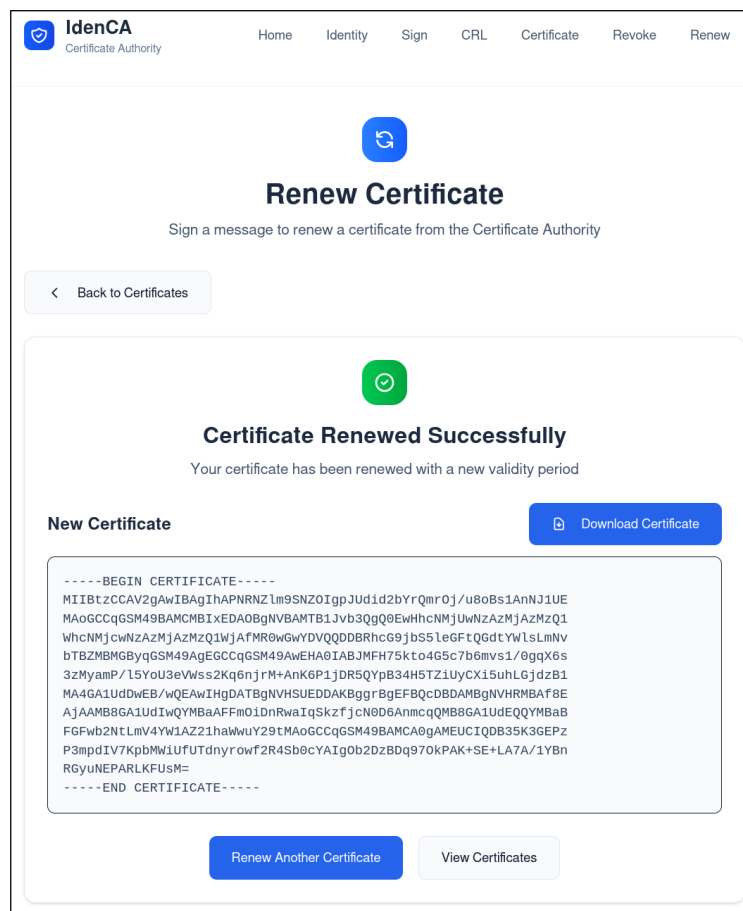 IdenCA
Certificate Authority
Home Identity Sign CRL Certificate Revoke Renew
Renew Certificate
Sign a message to renew a certificate from the Certificate Authority
Back to Certificates
Certificate Renewed Successfully
Your certificate has been renewed with a new validity period
New Certificate
Download Certificate
-----BEGIN CERTIFICATE-----
MIIBtzCCAV2gAwIBAgIhAPNRNZlm9SNZOIgpJUdid2bYrQmrOj/u8oBs1AnNJ1UE
MAoGCCqGSM49BAMCMBIxEDAOBgNVBAMTB1Jvb3QgQ0EwHhcNMjUwNzAzMjAzMzQ1
WhcNMjcwNzAzMjAzMzQ1WjAfMR0wGwYDVQQDDBRhcG9jbS5leGFtQGdtYWlsLmNv
bTBZMBMGByqGSM49AgEGCCqGSM49AwEHA0IABJMFH75kto4G5c7b6mvs1/0gqX6s
3zMyamP/l5YoU3eVWss2Kq6njrM+AnK6P1jDR5QYpB34H5TZiUyCXi5uhLGjdzB1
MA4GA1UdDwEB/wQEAwIHgDATBgNVHSUEDDAKBggrBgEFBQcDBDAMBgNVHRMBAf8E
AjAAMB8GA1UdIwQYMBaAFFmOiDnRwaIqSkzfjcN0D6AnmcqQMB8GA1UdEQQYMBaB
FGFwb2NtLmV4YW1AZ21haWwuY29tMAoGCCqGSM49BAMCA0gAMEUCIQDB35K3GEPz
P3mpdIV7KpbMWiUfUTdnyrowf2R4Sb0cYAIgOb2DzBDq97OkPAK+SE+LA7A/1YBn
RGyuNEPARLKFUsM=
-----END CERTIFICATE-----
Renew Another Certificate
View Certificates